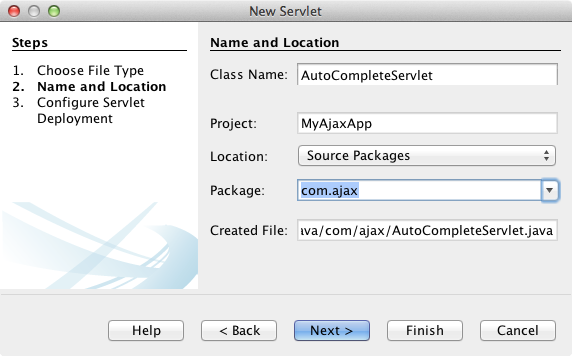 New Servlet
Steps
1. Choose File Type
2. Name and Location
3. Configure Servlet
Deployment
Name and Location
Class Name: AutoCompleteServlet
Project: MyAjaxApp
Location: Source Packages
Package: com.ajax
Created File: ava/com/ajax/AutoCompleteServlet.java
Help < Back Next > Finish Cancel